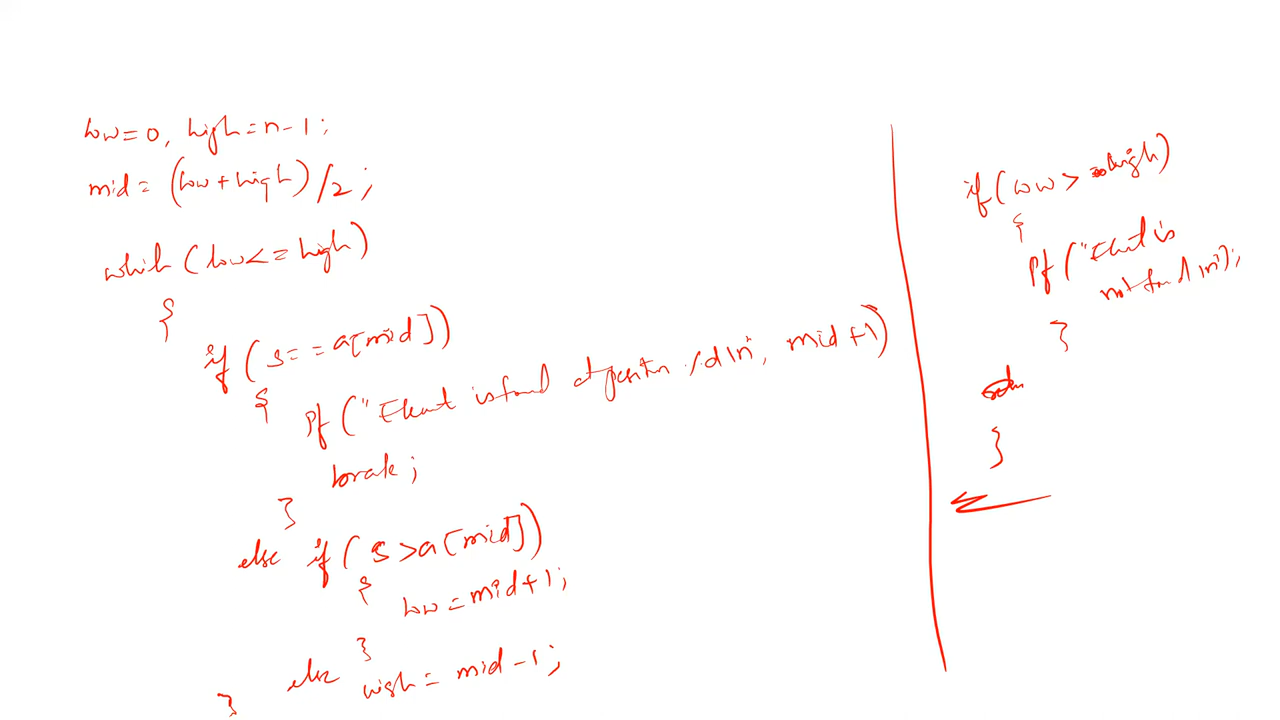 low=0, high=n-1;
mid= (low+high)/2;
while (low<=high)
{
if (s==a[mid])
{
Pf("Element is found at position %d\n", mid+1)
break;
}
else if (s>a[mid])
{
low=mid+1;
}
else
high=mid-1;
}
if(low>high)
{
Pf("Element is
not found\n");
}
}